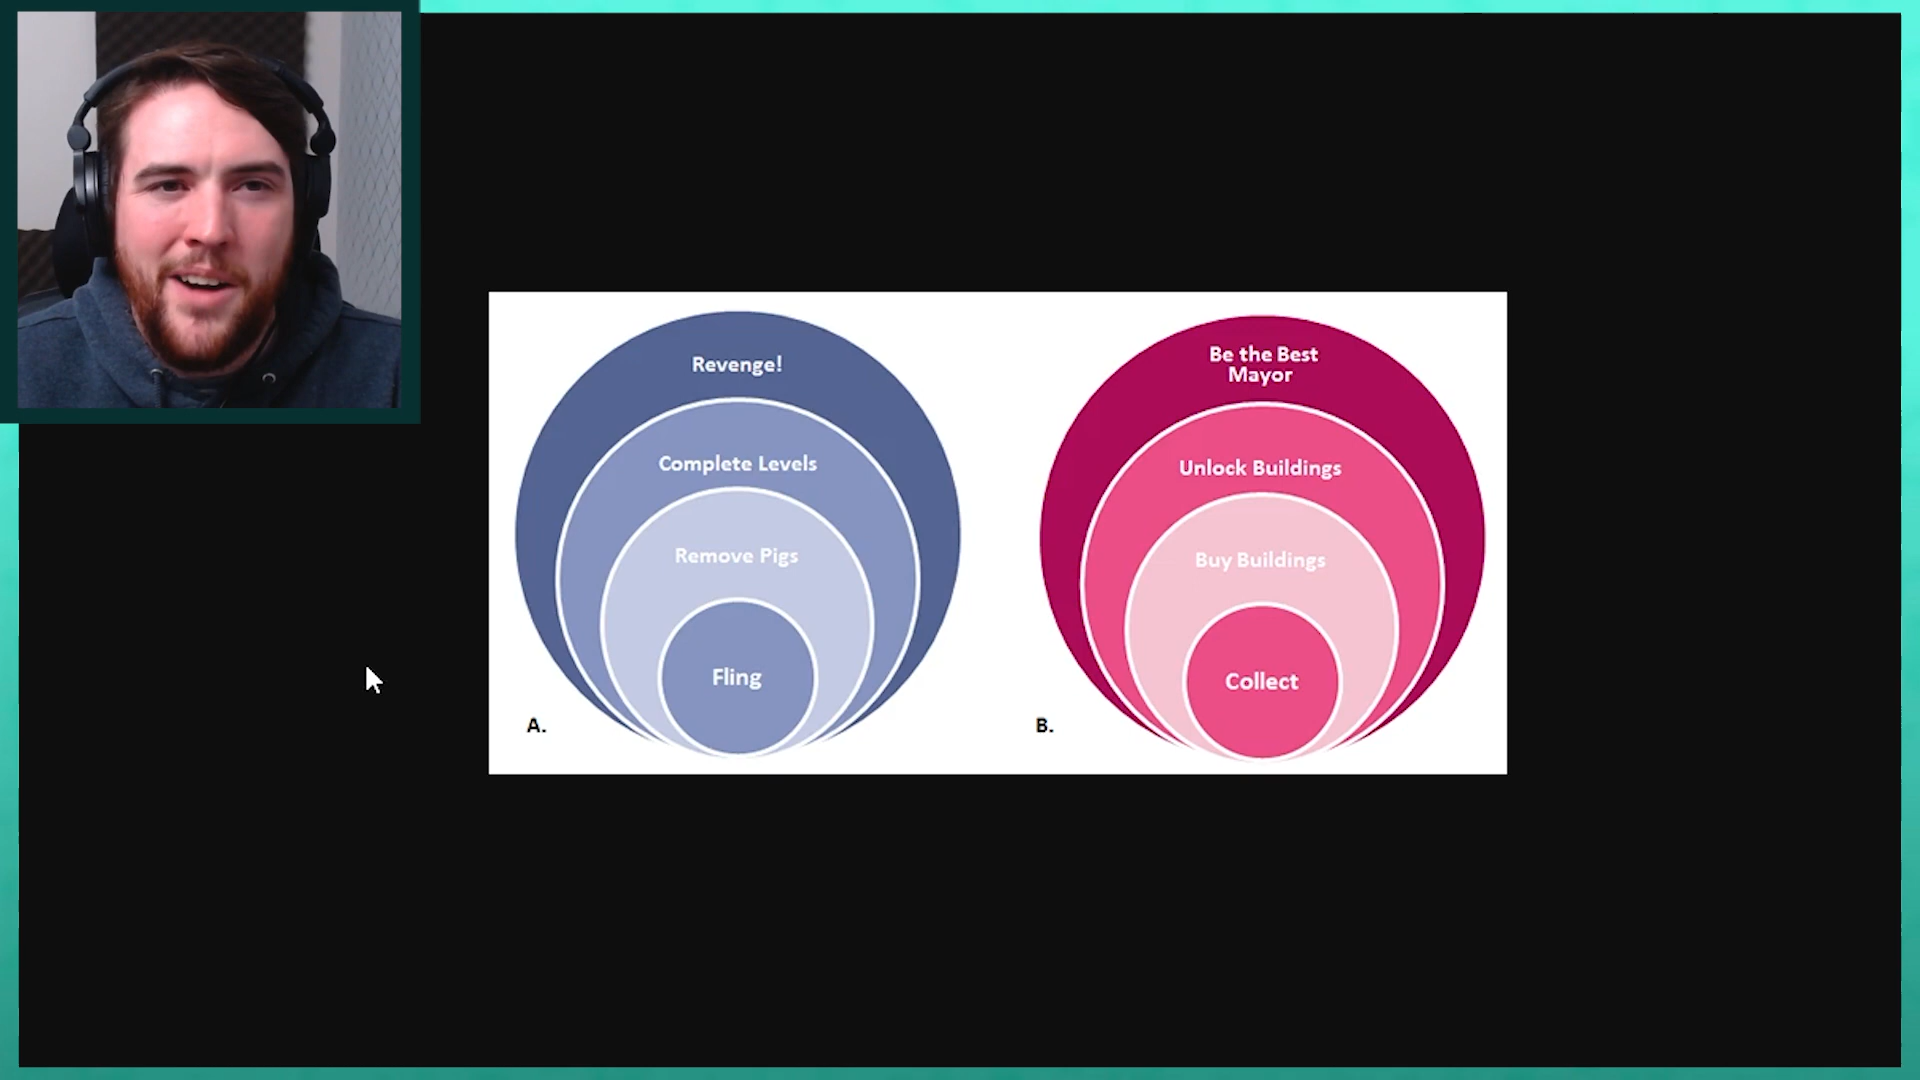 Revenge!
Complete Levels
Remove Pigs
Fling
A.
Be the Best
Mayor
Unlock Buildings
Buy Buildings
Collect
B.